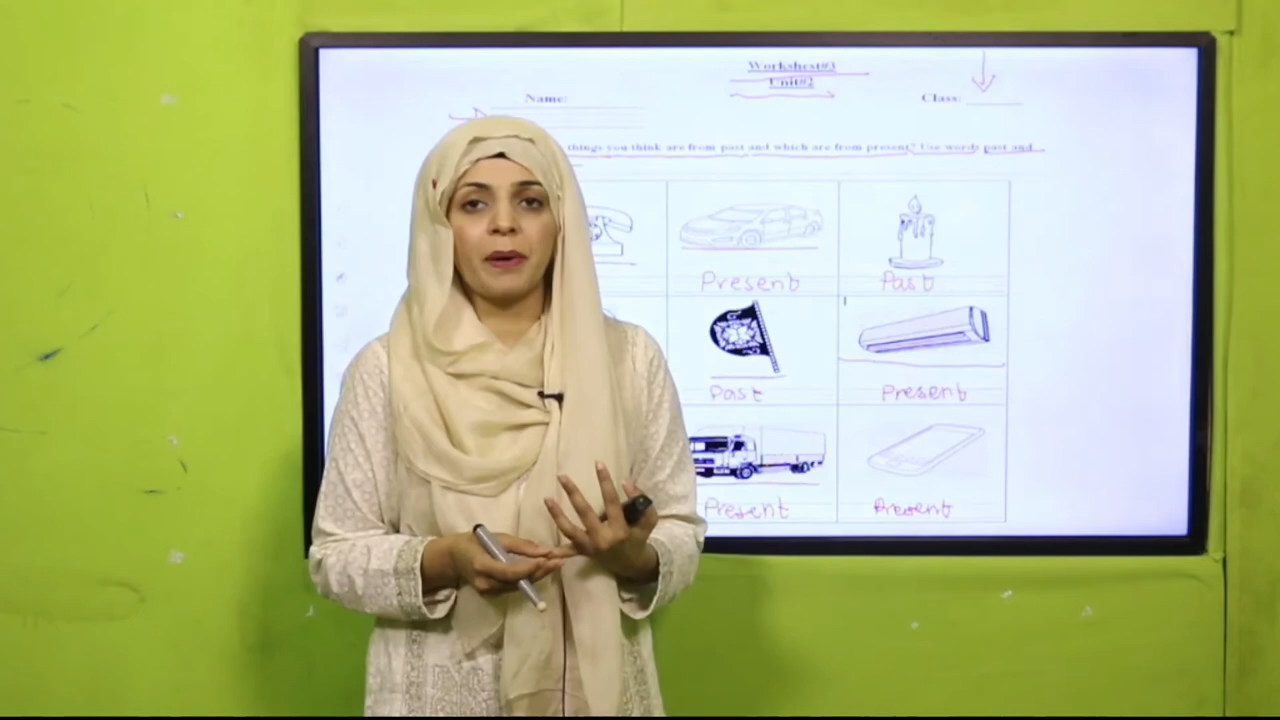 Worksheet#3
Unit#2
Name:
Class:
things you think are from past and which are from present? Use words past and
Present
Past
Past
Present
Present
Present